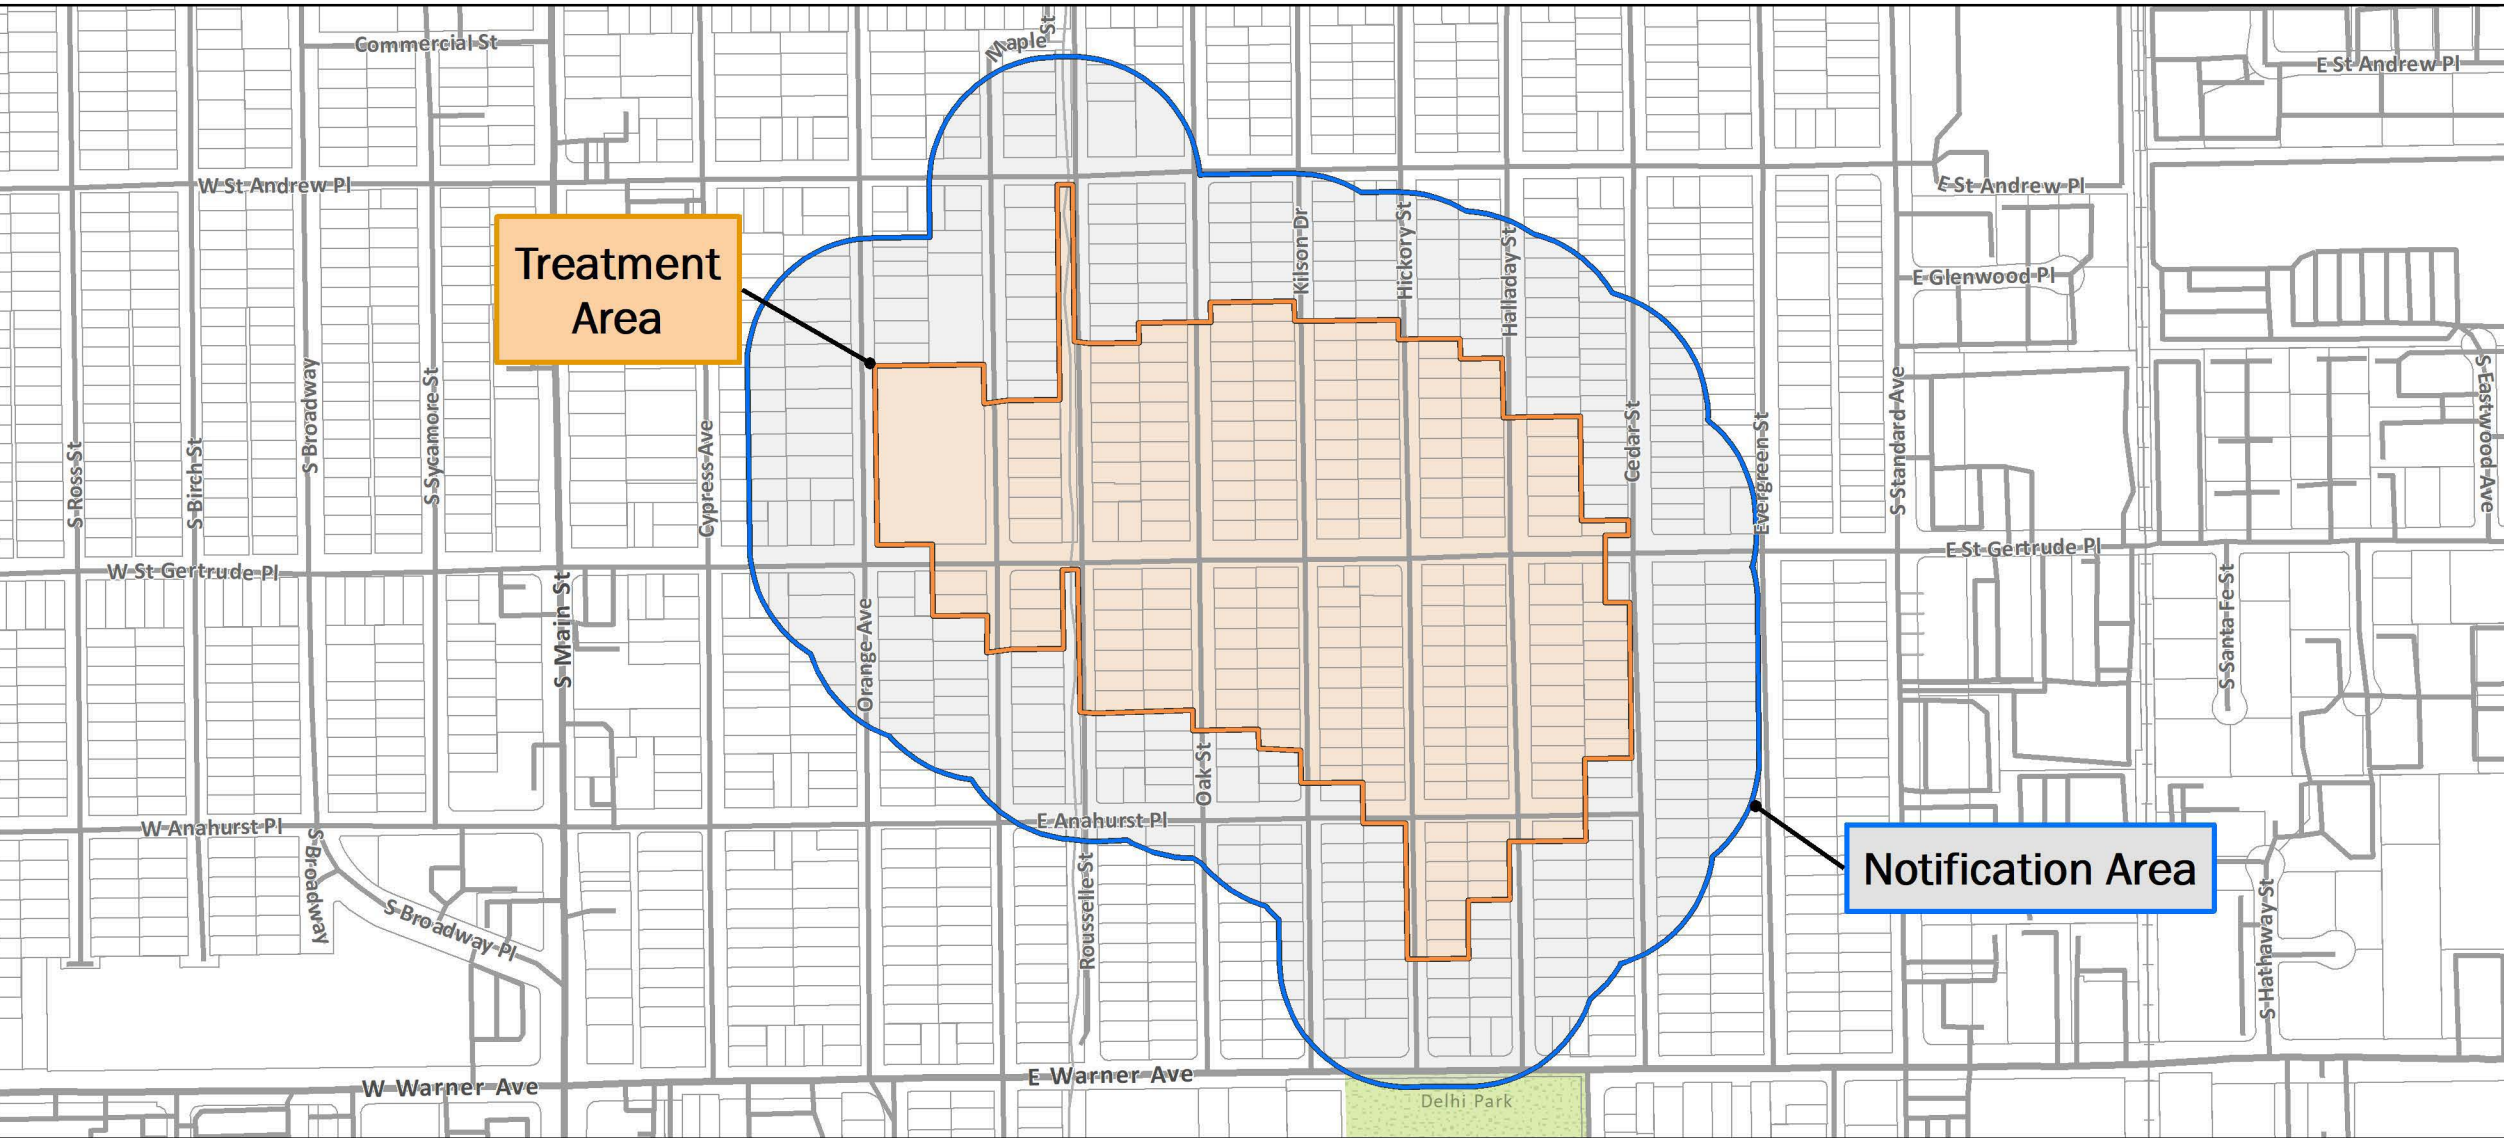 Commercial St
Maple St
E St Andrew Pl
W St Andrew Pl
E St Andrew Pl
Treatment
Area
Kilson Dr
Hickory St
Halladay St
E Glenwood Pl
S Ross St
S Birch St
S Broadway
S Sycamore St
Cypress Ave
Cedar St
Evergreen St
S Standard Ave
S Eastwood Ave
W St Gertrude Pl
E St Gertrude Pl
S Main St
Orange Ave
S Santa Fe St
Oak St
W Anahurst Pl
E Anahurst Pl
S Broadway
S Broadway Pl
Rousselle St
Notification Area
S Hathaway St
W Warner Ave
E Warner Ave
Delhi Park